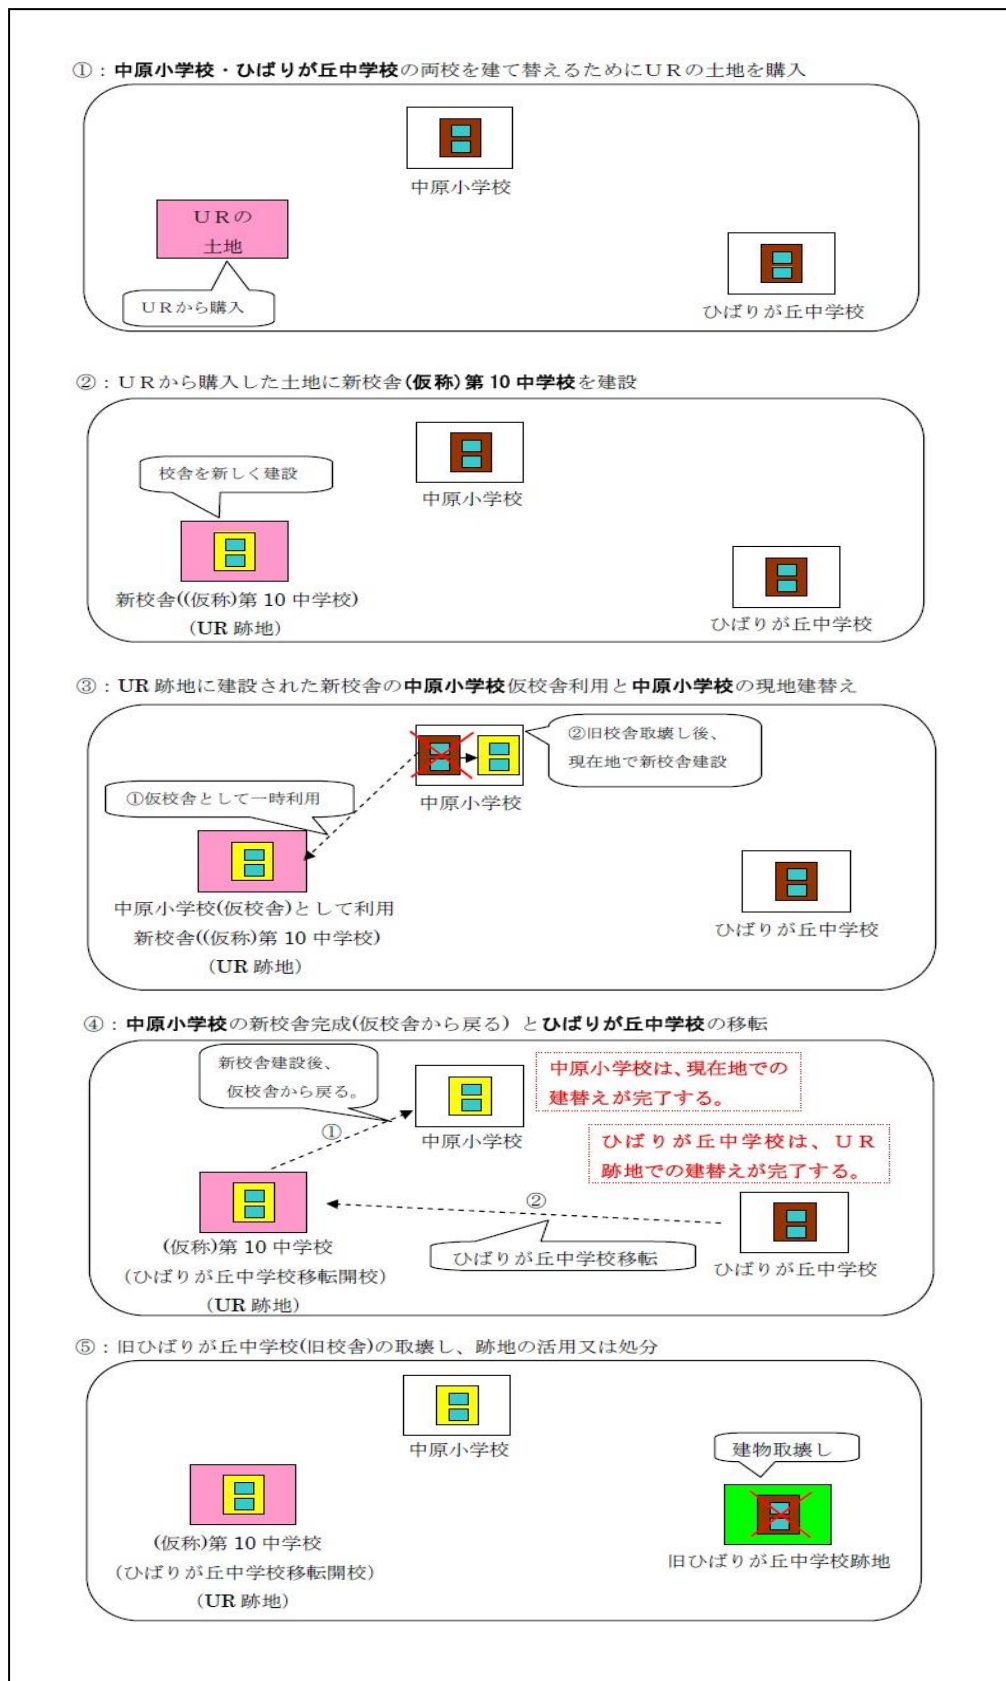 ①：中原小学校・ひばりが丘中学校の両校を建て替えるためにＵＲの土地を購入
中原小学校
ＵＲの
土地
ＵＲから購入
ひばりが丘中学校
②：ＵＲから購入した土地に新校舎(仮称)第 10 中学校を建設
中原小学校
校舎を新しく建設
新校舎((仮称)第 10 中学校)
（UR 跡地）
ひばりが丘中学校
③：UR 跡地に建設された新校舎の中原小学校仮校舎利用と中原小学校の現地建替え
②旧校舎取壊し後、
現在地で新校舎建設
中原小学校
①仮校舎として一時利用
中原小学校(仮校舎)として利用
新校舎((仮称)第 10 中学校)
（UR 跡地）
ひばりが丘中学校
④：中原小学校の新校舎完成(仮校舎から戻る）とひばりが丘中学校の移転
新校舎建設後、
仮校舎から戻る。
中原小学校は、現在地での
建替えが完了する。
①
中原小学校
ひばりが丘中学校は、ＵＲ
跡地での建替えが完了する。
②
(仮称)第 10 中学校
（ひばりが丘中学校移転開校）
（UR 跡地）
ひばりが丘中学校移転
ひばりが丘中学校
⑤：旧ひばりが丘中学校(旧校舎)の取壊し、跡地の活用又は処分
中原小学校
建物取壊し
(仮称)第 10 中学校
（ひばりが丘中学校移転開校）
（UR 跡地）
旧ひばりが丘中学校跡地